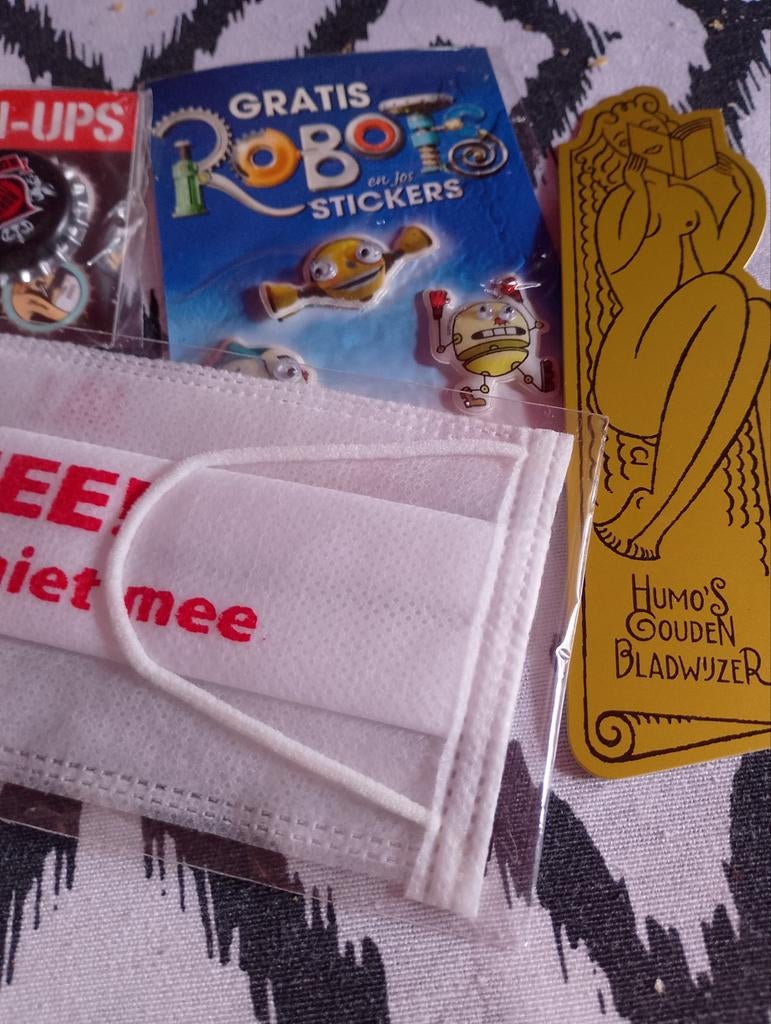 -UPS
GRATIS
ROBOTS
en Jos
STICKERS
EE!
niet mee
HUMO'S
GOUDEN
BLADWIJZER